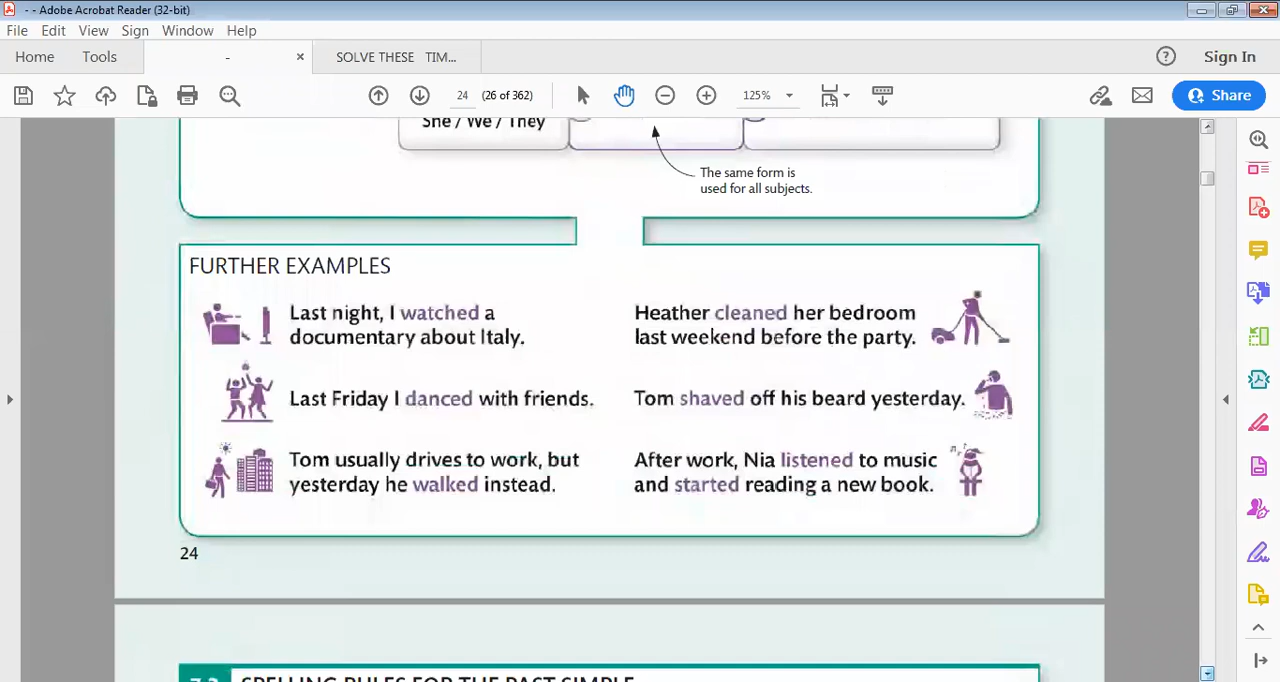 - - Adobe Acrobat Reader (32-bit)
File Edit View Sign Window Help
Home Tools - × SOLVE THESE TIM... ? Sign In
24 (26 of 362) 125% Share
She / We / They
The same form is
used for all subjects.
FURTHER EXAMPLES
Last night, I watched a
documentary about Italy.
Heather cleaned her bedroom
last weekend before the party.
Last Friday I danced with friends.
Tom shaved off his beard yesterday.
Tom usually drives to work, but
yesterday he walked instead.
After work, Nia listened to music
and started reading a new book.
24
7.2 SPELLING RULES FOR THE PAST SIMPLE